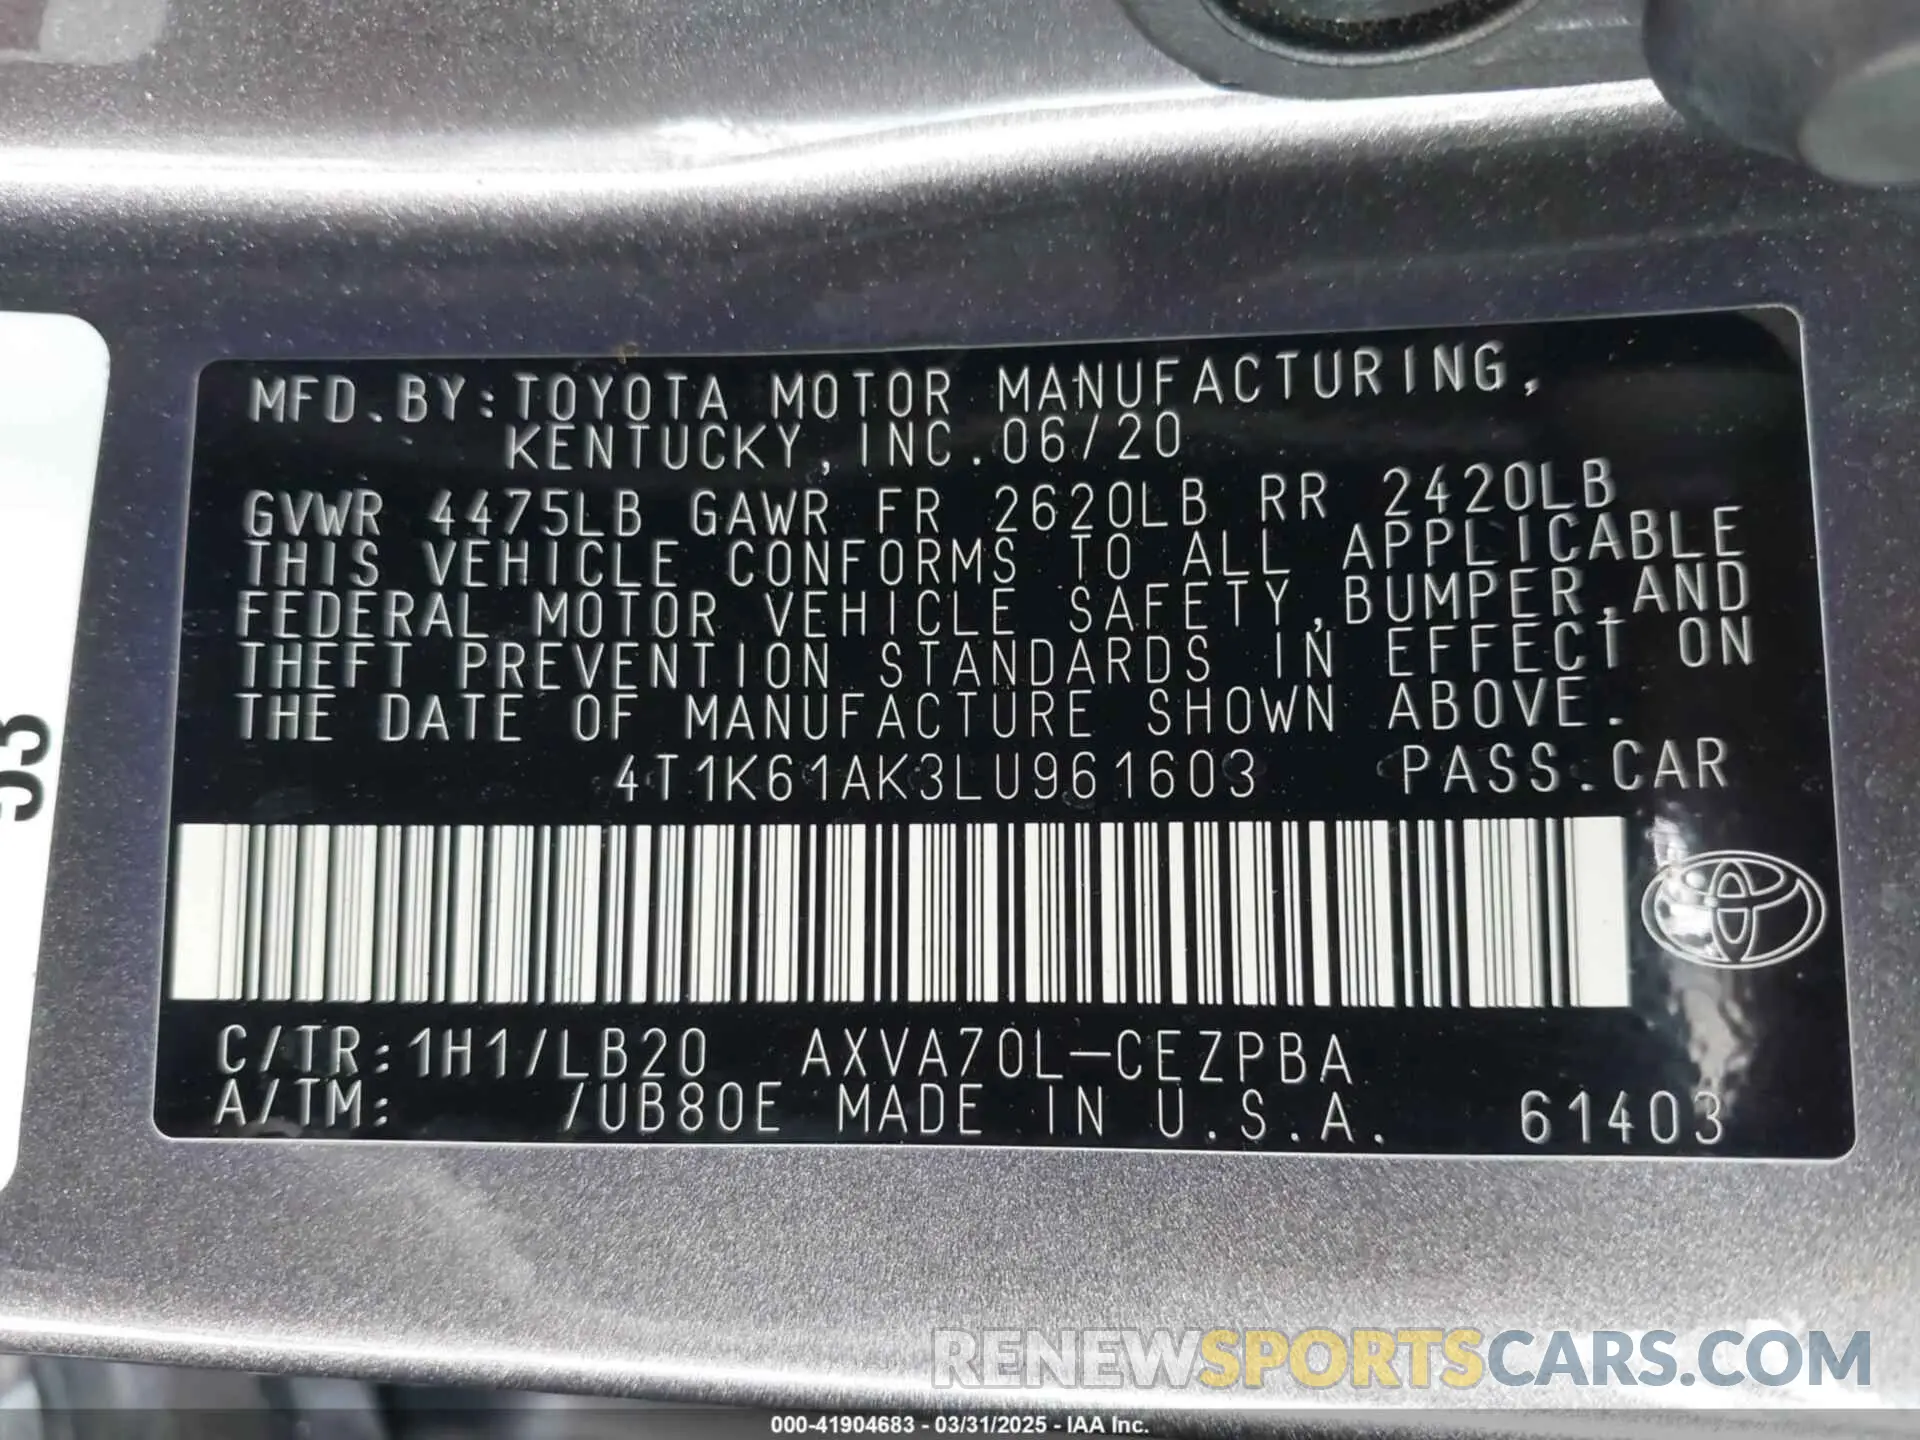 MFD.BY:TOYOTA MOTOR MANUFACTURING,
KENTUCKY, INC.06/20
GVWR 4475LB GAWR FR 2620LB RR 2420LB
THIS VEHICLE CONFORMS TO ALL APPLICABLE
FEDERAL MOTOR VEHICLE SAFETY,BUMPER,AND
THEFT PREVENTION STANDARDS IN EFFECT ON
THE DATE OF MANUFACTURE SHOWN ABOVE.
4T1K61AK3LU961603 PASS.CAR
C/TR:1H1/LB20 AXVA70L-CEZPBA
A/TM: /UB80E MADE IN U.S.A. 61403
RENEWSPORTSCARS.COM
000-41904683 - 03/31/2025 - IAA Inc.